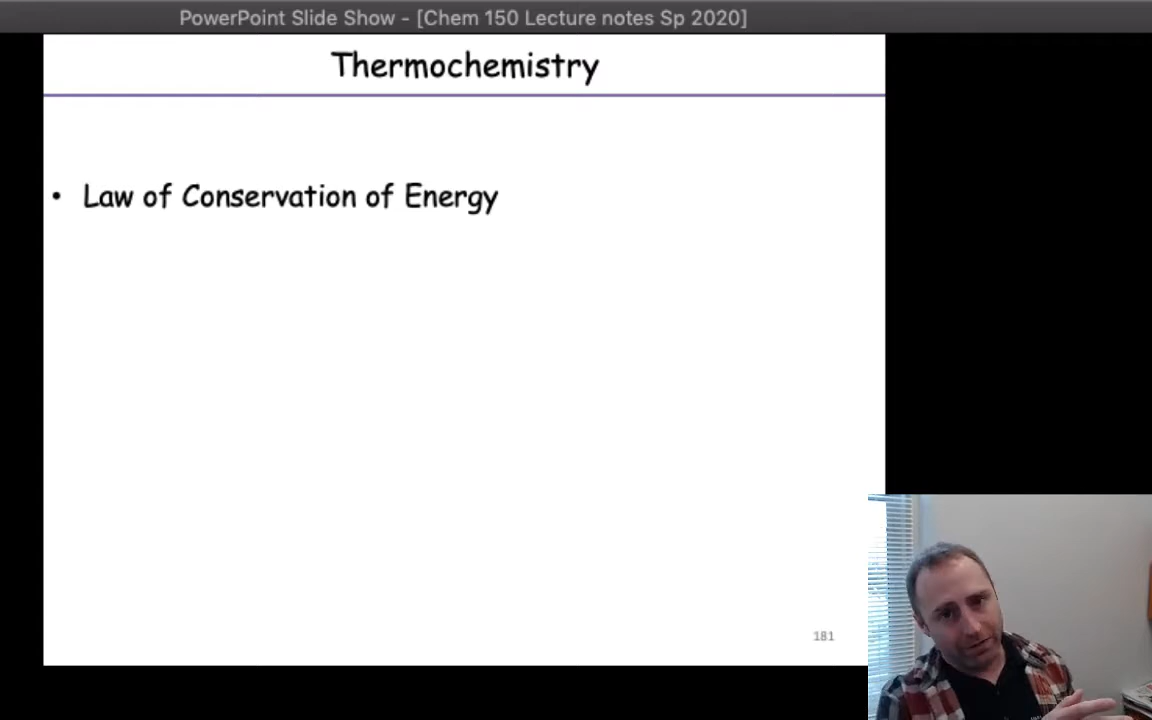 PowerPoint Slide Show - [Chem 150 Lecture notes Sp 2020]
Thermochemistry
• Law of Conservation of Energy
181